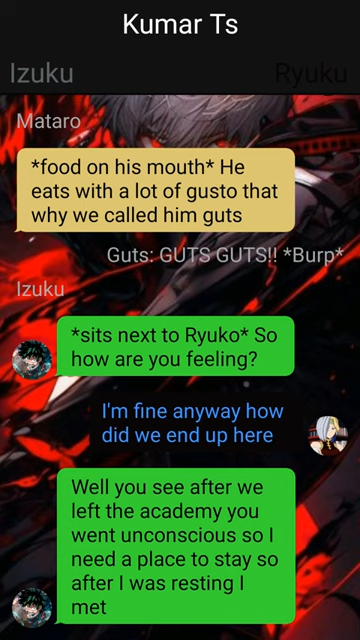 Kumar Ts
Izuku
Ryuku
Mataro
*food on his mouth* He
eats with a lot of gusto that
why we called him guts
Guts: GUTS GUTS!! *Burp*
Izuku
*sits next to Ryuko* So
how are you feeling?
I'm fine anyway how
did we end up here
Well you see after we
left the academy you
went unconscious so I
need a place to stay so
after I was resting I
met